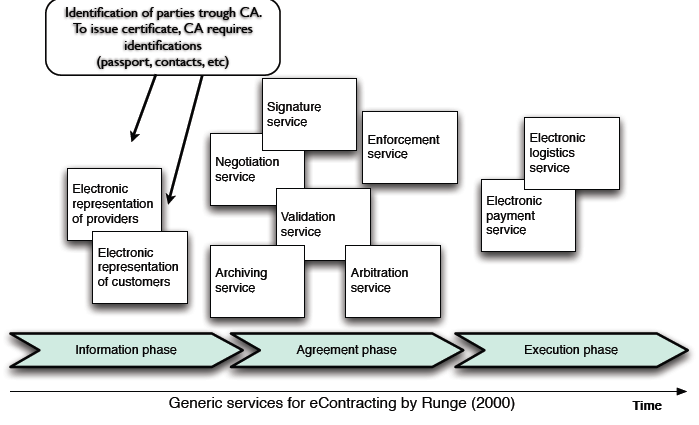 Identification of parties trough CA.
To issue certificate, CA requires
identifications
(passport, contacts, etc)
Signature
service
Enforcement
service
Negotiation
service
Validation
service
Archiving
service
Arbitration
service
Electronic
representation
of providers
Electronic
representation
of customers
Electronic
logistics
service
Electronic
payment
service
Information phase
Agreement phase
Execution phase
Generic services for eContracting by Runge (2000)
Time